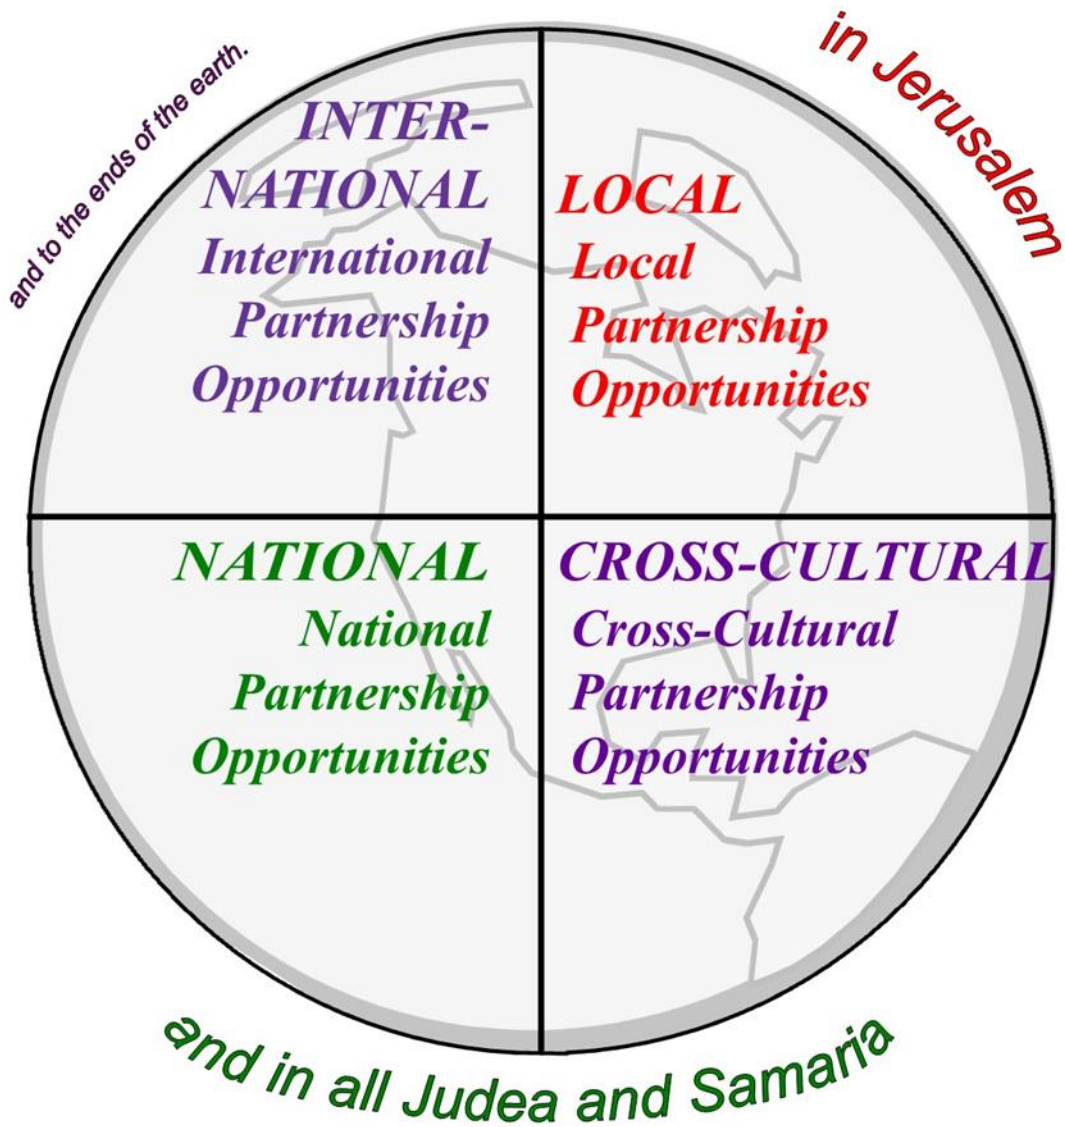 and to the ends of the earth.
in Jerusalem
INTER-
NATIONAL
International
Partnership
Opportunities
LOCAL
Local
Partnership
Opportunities
NATIONAL
National
Partnership
Opportunities
CROSS-CULTURAL
Cross-Cultural
Partnership
Opportunities
and in all Judea and Samaria